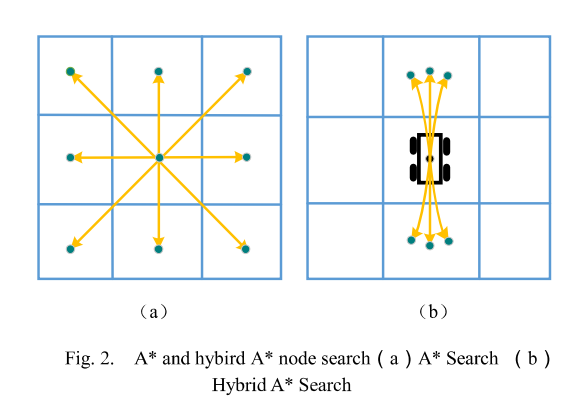 （a） （b）
Fig. 2. A* and hybird A* node search（a）A* Search （b）
Hybrid A* Search